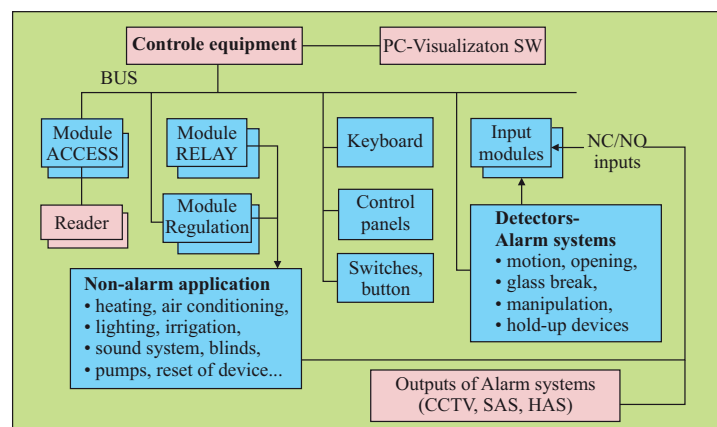 Controle equipment
PC-Visualizaton SW
BUS
Module
ACCESS
Module
RELAY
Keyboard
Input
modules
NC/NO
inputs
Reader
Module
Regulation
Control
panels
Detectors-
Alarm systems
• motion, opening,
• glass break,
• manipulation,
• hold-up devices
Switches,
button
Non-alarm application
• heating, air conditioning,
• lighting, irrigation,
• sound system, blinds,
• pumps, reset of device...
Outputs of Alarm systems
(CCTV, SAS, HAS)